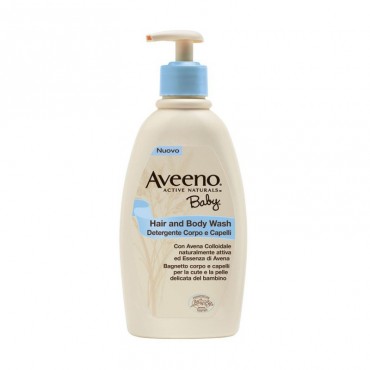 Nuovo
Aveeno.
ACTIVE NATURALS™
Baby
Hair and Body Wash
Detergente Corpo e Capelli
Con Avena Colloidale
naturalmente attiva
ed Essenza di Avena
Bagnetto corpo e capelli
per la cute e la pelle
delicata del bambino